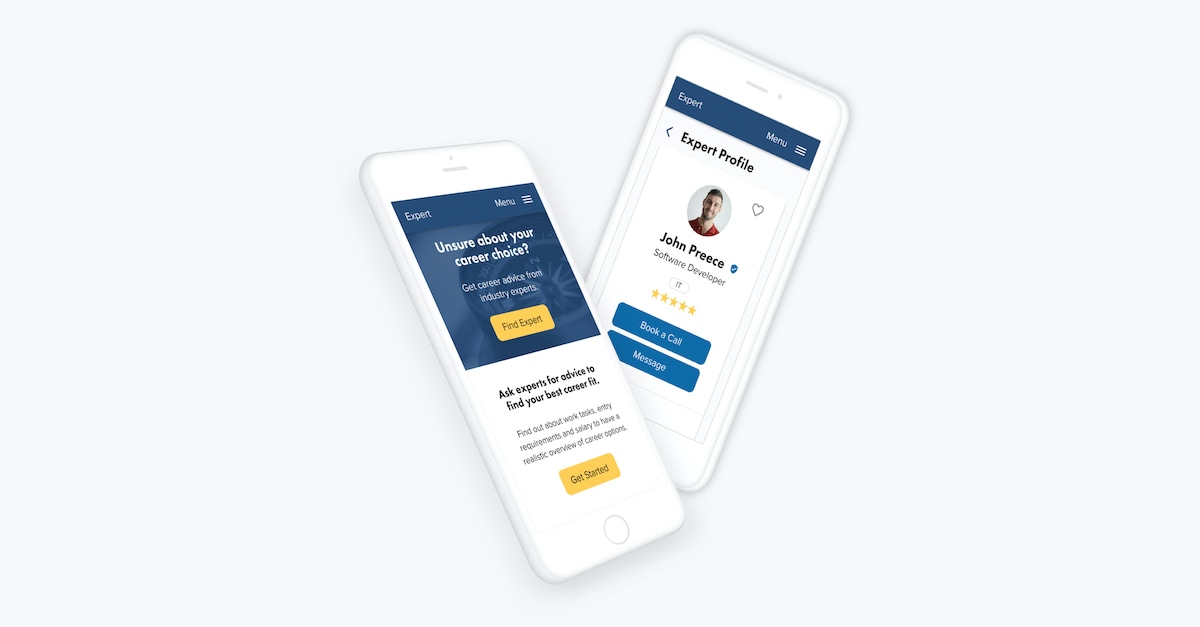 Expert
Menu
Unsure about your
career choice?
Get career advice from
industry experts.
Find Expert
Ask experts for advice to
find your best career fit.
Find out about work tasks, entry
requirements and salary to have a
realistic overview of career options.
Get Started
Expert
Menu
Expert Profile
John Preece
Software Developer
IT
Book a Call
Message